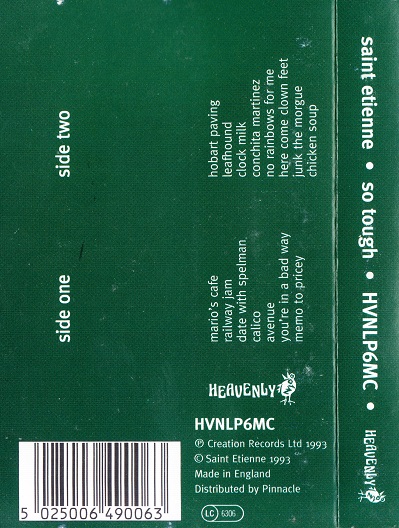 saint etienne • so tough • HVNLP6MC •
HEAVENLY
side one
mario's cafe
railway jam
date with spelman
calico
avenue
you're in a bad way
memo to pricey
side two
hobart paving
leafhound
clock milk
conchita martinez
no rainbows for me
here come clown feet
junk the morgue
chicken soup
HEAVENLY
HVNLP6MC
℗ Creation Records Ltd 1993
© Saint Etienne 1993
Made in England
Distributed by Pinnacle
LC 6306
5 025006 490063